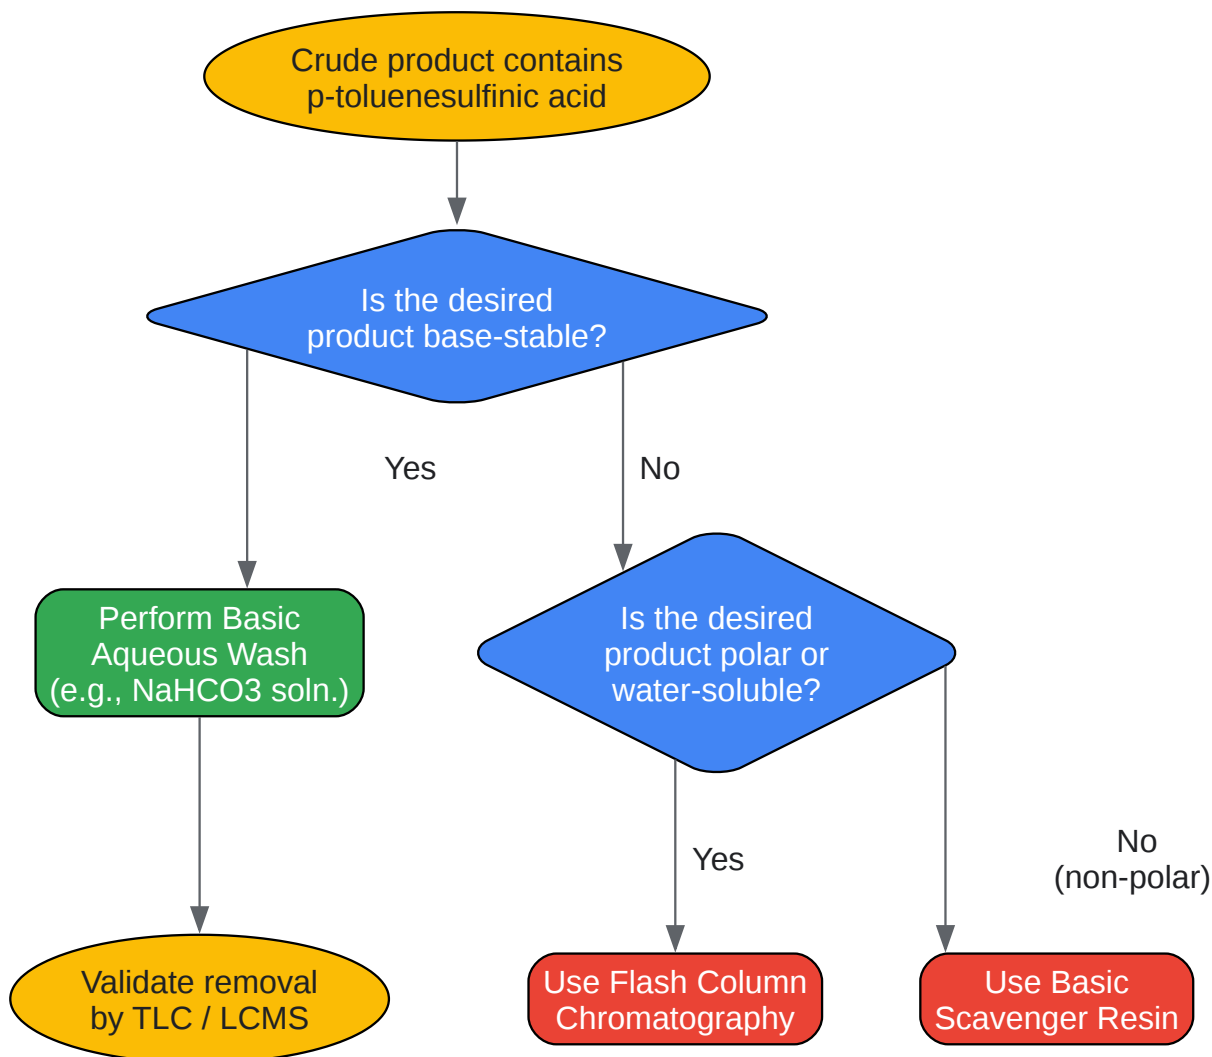 Crude product contains
p-toluenesulfinic acid
Is the desired
product base-stable?
Yes
No
Perform Basic
Aqueous Wash
(e.g., NaHCO3 soln.)
Is the desired
product polar or
water-soluble?
Yes
No
(non-polar)
Validate removal
by TLC / LCMS
Use Flash Column
Chromatography
Use Basic
Scavenger Resin